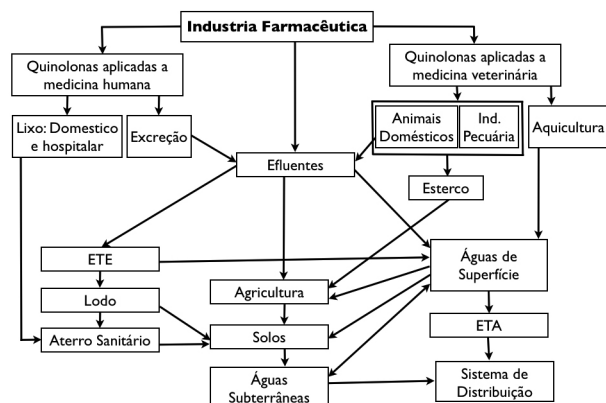 Industria Farmacêutica
Quinolonas aplicadas a
medicina humana
Quinolonas aplicadas a
medicina veterinária
Lixo: Domestico
e hospitalar
Excreção
Animais
Domésticos
Ind.
Pecuária
Aquicultura
Efluentes
Esterco
ETE
Águas de
Superfície
Lodo
Agricultura
ETA
Aterro Sanitário
Solos
Águas
Subterrâneas
Sistema de
Distribuição